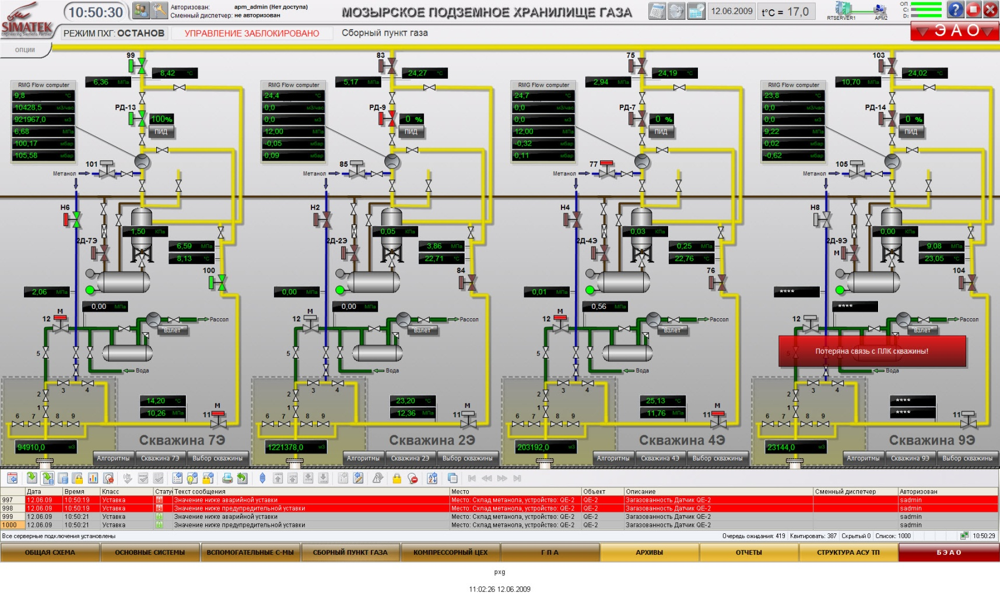 SIMATEK
Engineering Siemens Partner
10:50:30
Авторизован: apm_admin (Нет доступа)
Сменный диспетчер: не авторизован
МОЗЫРСКОЕ ПОДЗЕМНОЕ ХРАНИЛИЩЕ ГАЗА
12.06.2009
t°C = 17,0
RTSERVER1
АРМ2
ОП
C:
D:
?
РЕЖИМ ПХГ: ОСТАНОВ
УПРАВЛЕНИЕ ЗАБЛОКИРОВАНО
Сборный пункт газа
ЭАО
ОПЦИИ
99
8,42 °C
6,36 МПа
RMG Flow computer
9,8 °C
10428,5 м3/час
921967,0 м3
6,68 МПа
100,17 мбар
105,58 мбар
РД-13
100%
ПИД
101
Метанол
Н6
1,50 КПа
2Д-7Э
6,59 МПа
8,13 °C
100
2,06 МПа
0,00 МПа
М
12
Рассол
"Взлет"
5
Вода
3
4
2
1
14,20 °C
10,26 МПа
М
11
6
7
8
9
Скважина 7Э
94910,0 м3
Алгоритмы
Скважина 7Э
Выбор скважины
83
24,27 °C
5,17 МПа
RMG Flow computer
24,4 °C
0,0 м3/час
0,0 м3
12,00 МПа
-0,05 мбар
0,09 мбар
РД-9
0 %
ПИД
85
Метанол
Н2
0,05 КПа
2Д-2Э
3,86 МПа
22,71 °C
84
0,00 МПа
0,00 МПа
М
12
Рассол
"Взлет"
5
Вода
3
4
2
1
23,20 °C
12,36 МПа
М
11
6
7
8
9
Скважина 2Э
1221378,0 м3
Алгоритмы
Скважина 2Э
Выбор скважины
75
24,19 °C
2,94 МПа
RMG Flow computer
24,7 °C
0,0 м3/час
0,0 м3
12,00 МПа
-0,32 мбар
0,11 мбар
РД-7
0 %
ПИД
77
Метанол
Н4
0,03 КПа
2Д-4Э
0,25 МПа
22,76 °C
76
0,01 МПа
0,56 МПа
М
12
Рассол
"Взлет"
5
Вода
3
4
2
1
25,13 °C
11,76 МПа
М
11
6
7
8
9
Скважина 4Э
203192,0 м3
Алгоритмы
Скважина 4Э
Выбор скважины
103
24,02 °C
10,70 МПа
RMG Flow computer
23,8 °C
0,0 м3/час
0,0 м3
9,22 МПа
0,02 мбар
-0,62 мбар
РД-14
0 %
ПИД
105
Метанол
Н8
0,00 КПа
2Д-9Э
М
9,08 МПа
23,05 °C
104
****
****
12
Рассол
"Взлет"
Потеряна связь с ПЛК скважины!
5
Вода
3
4
2
1
****
****
11
6
7
8
9
Скважина 9Э
23144,0 м3
Алгоритмы
Скважина 9Э
Выбор скважины
Дата Время Класс Стату Текст сообщения Место Объект Описание Сменный диспетчер Авторизован
997 12.06.09 10:50:19 Уставка Значение ниже аварийной уставки Место: Склад метанола, устройство: QE-2 QE-2 Загазованность Датчик QE-2 sadmin
998 12.06.09 10:50:19 Уставка Значение ниже предупредительной уставки Место: Склад метанола, устройство: QE-2 QE-2 Загазованность Датчик QE-2 sadmin
999 12.06.09 10:50:21 Уставка Значение ниже аварийной уставки Место: Склад метанола, устройство: QE-2 QE-2 Загазованность Датчик QE-2 sadmin
1000 12.06.09 10:50:21 Уставка Значение ниже предупредительной уставки Место: Склад метанола, устройство: QE-2 QE-2 Загазованность Датчик QE-2 sadmin
Все серверные подключения установлены
Очередь ожидания: 419 Квитировать: 387 Скрытый 0 Список: 1000 10:50:29
ОБЩАЯ СХЕМА
ОСНОВНЫЕ СИСТЕМЫ
ВСПОМОГАТЕЛЬНЫЕ С-МЫ
СБОРНЫЙ ПУНКТ ГАЗА
КОМПРЕССОРНЫЙ ЦЕХ
Г П А
АРХИВЫ
ОТЧЕТЫ
СТРУКТУРА АСУ ТП
Б Э А О
pxg
11:02:26 12.06.2009